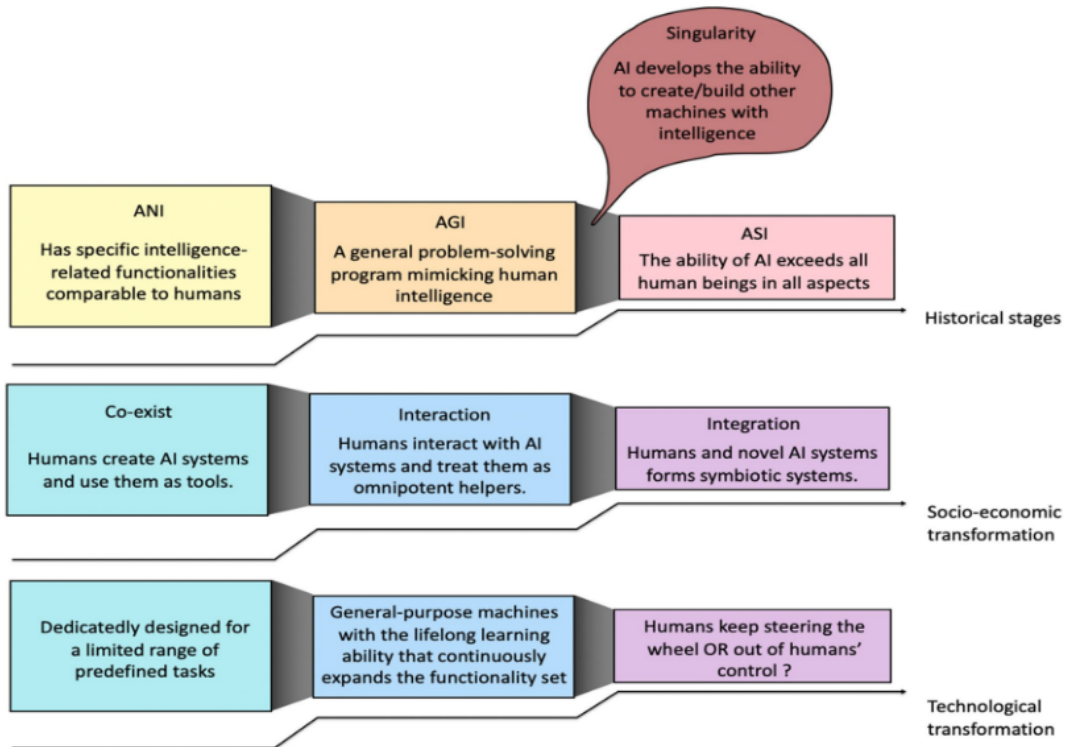 Singularity
AI develops the ability
to create/build other
machines with
intelligence
ANI
Has specific intelligence-
related functionalities
comparable to humans
AGI
A general problem-solving
program mimicking human
intelligence
ASI
The ability of AI exceeds all
human beings in all aspects
Historical stages
Co-exist
Humans create AI systems
and use them as tools.
Interaction
Humans interact with AI
systems and treat them as
omnipotent helpers.
Integration
Humans and novel AI systems
forms symbiotic systems.
Socio-economic
transformation
Dedicatedly designed for
a limited range of
predefined tasks
General-purpose machines
with the lifelong learning
ability that continuously
expands the functionality set
Humans keep steering the
wheel OR out of humans’
control ?
Technological
transformation